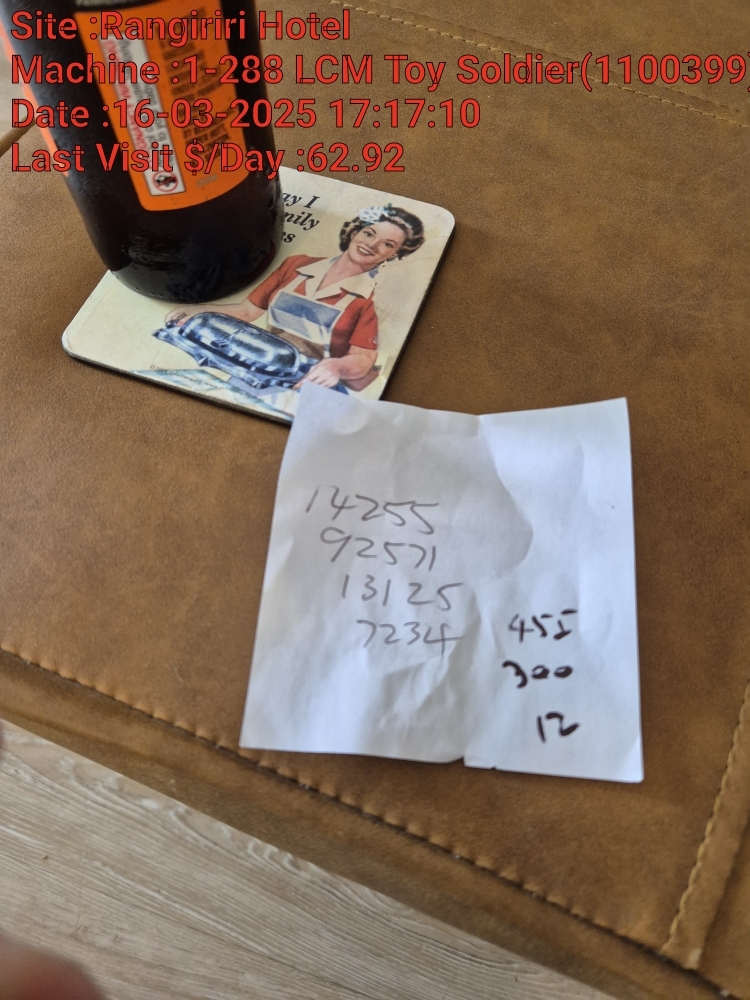 Site :Rangiriri Hotel
Machine :1-288 LCM Toy Soldier(1100399)
Date :16-03-2025 17:17:10
Last Visit $/Day :62.92
14255
92571
13125
7234
455
300
12